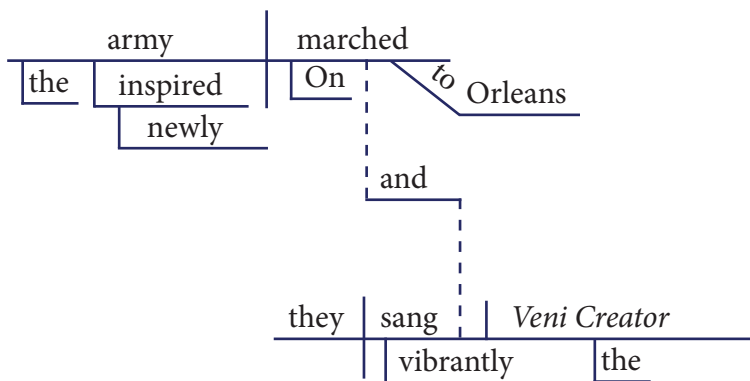 army marched
the inspired On to Orleans
newly
and
they sang Veni Creator
vibrantly the